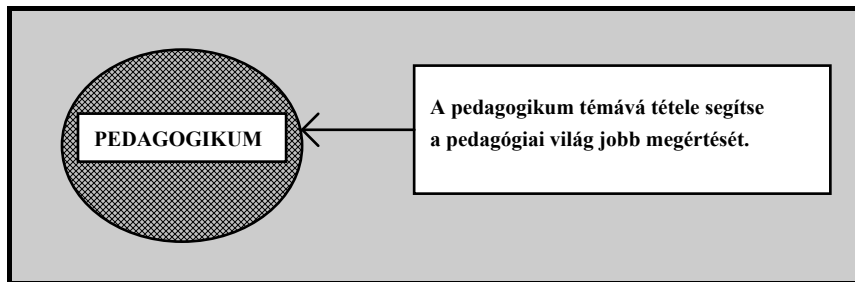 PEDAGOGIKUM
A pedagogikum témává tétele segítse
a pedagógiai világ jobb megértését.